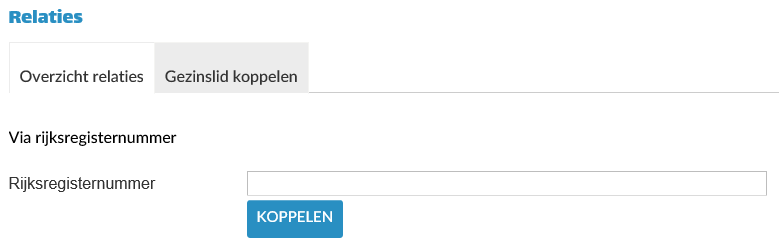 Relaties
Overzicht relaties Gezinslid koppelen
Via rijksregisternummer
Rijksregisternummer
KOPPELEN